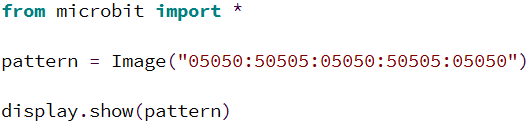 from microbit import *
pattern = Image("05050:50505:05050:50505:05050")
display.show(pattern)